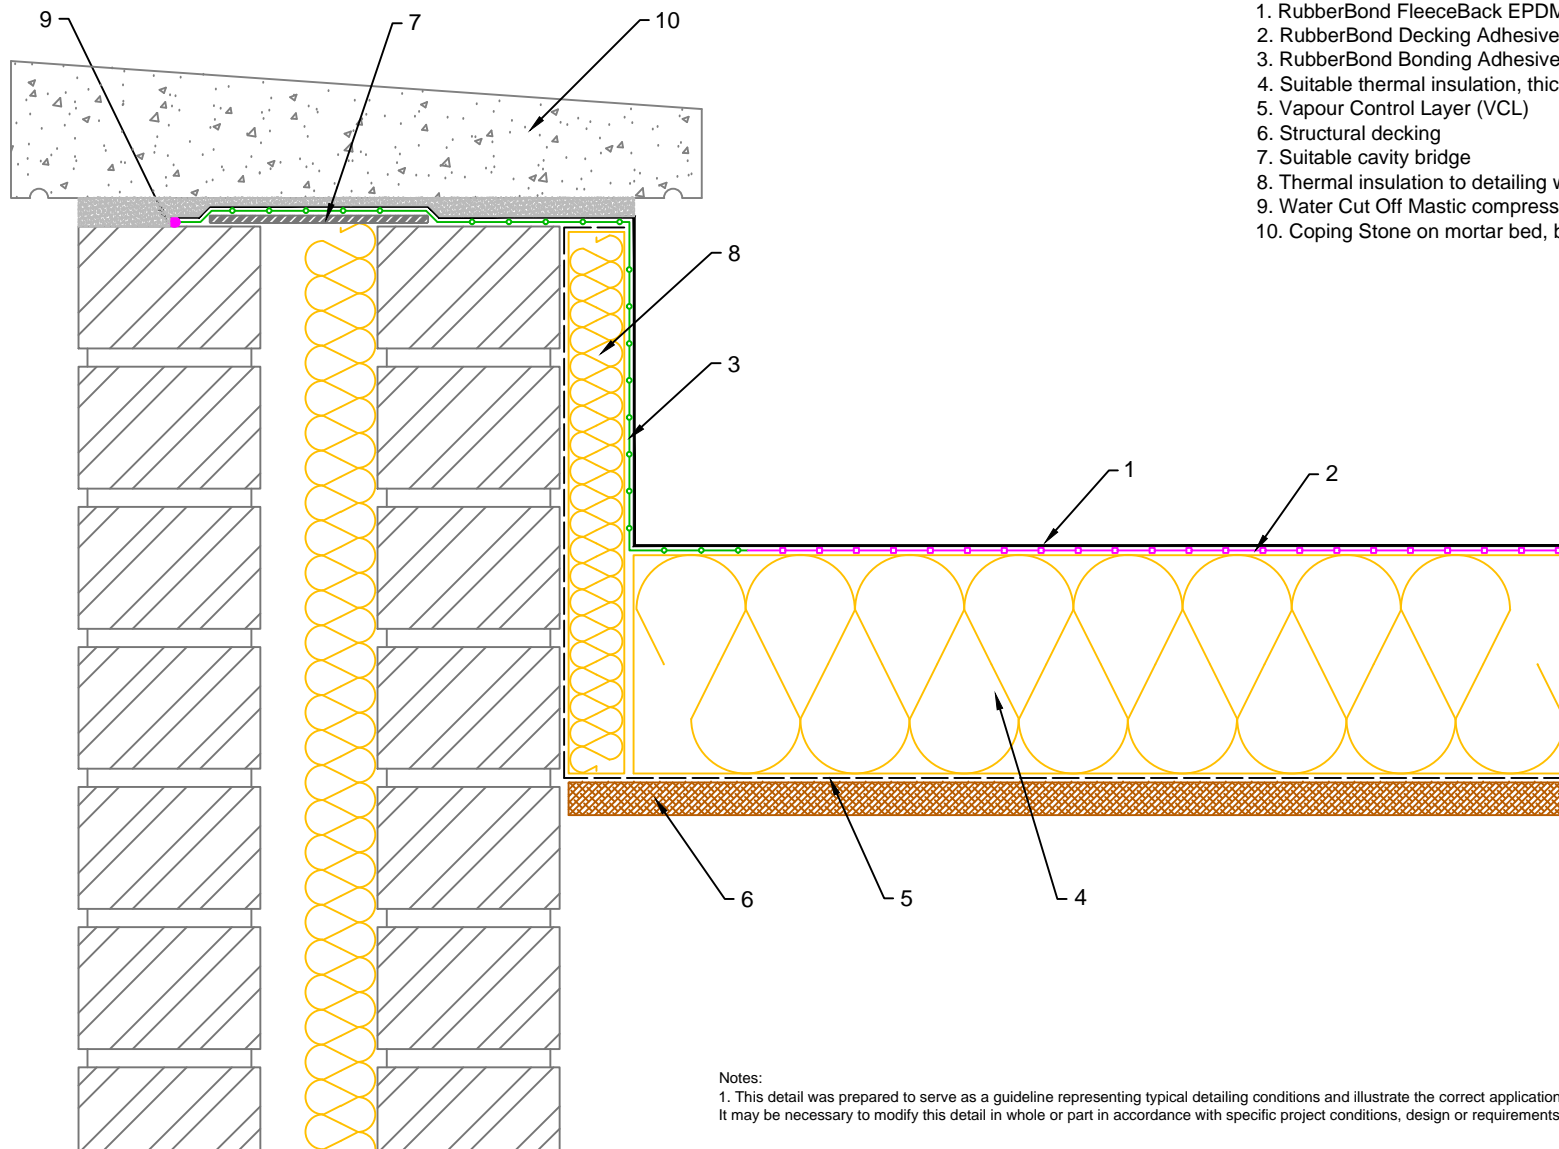 9
7
10
1. RubberBond FleeceBack EPDM
2. RubberBond Decking Adhesive
3. RubberBond Bonding Adhesive
4. Suitable thermal insulation,
5. Vapour Control Layer (VCL)
6. Structural decking
7. Suitable cavity bridge
8. Thermal insulation to detailing
9. Water Cut Off Mastic
10. Coping Stone on mortar bed,
8
3
1
2
6
5
4
Notes:
1. This detail was prepared to serve as a guideline representing typical detailing conditions and illustrate the correct application
It may be necessary to modify this detail in whole or part in accordance with specific project conditions, design or requirements